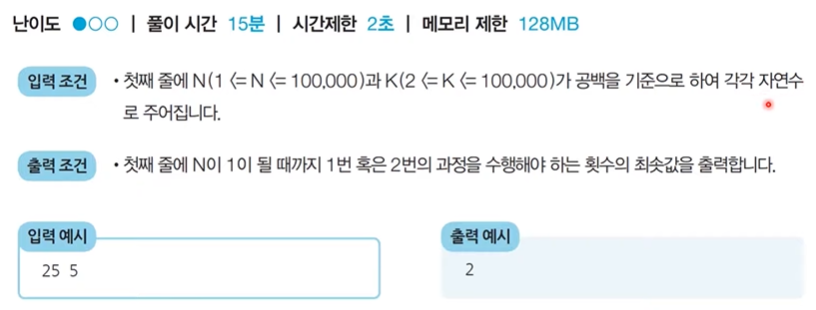 난이도 ●○○ | 풀이 시간 15분 | 시간제한 2초 | 메모리 제한 128MB
입력 조건 • 첫째 줄에 N(1 <= N <= 100,000)과 K(2 <= K <= 100,000)가 공백을 기준으로 하여 각각 자연수
로 주어집니다.
출력 조건 • 첫째 줄에 N이 1이 될 때까지 1번 혹은 2번의 과정을 수행해야 하는 횟수의 최솟값을 출력합니다.
입력 예시
25 5
출력 예시
2